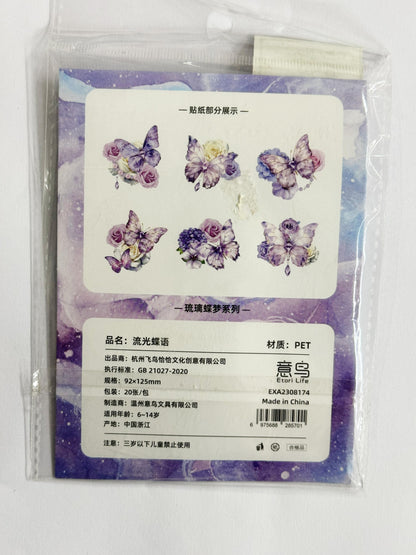 — 贴纸部分展示 —
— 琉璃蝶梦系列 —
品名：流光蝶语
材质：PET
出品商：杭州飞鸟恰恰文化创意有限公司
执行标准：GB 21027-2020
规格：92×125mm
包装：20张/包
制造商：温州意鸟文具有限公司
适用年龄：6~14岁
产地：中国浙江
意鸟
Etori Life
EXA2308174
Made in China
6 975688 285701
注意：三岁以下儿童禁止使用
合格品